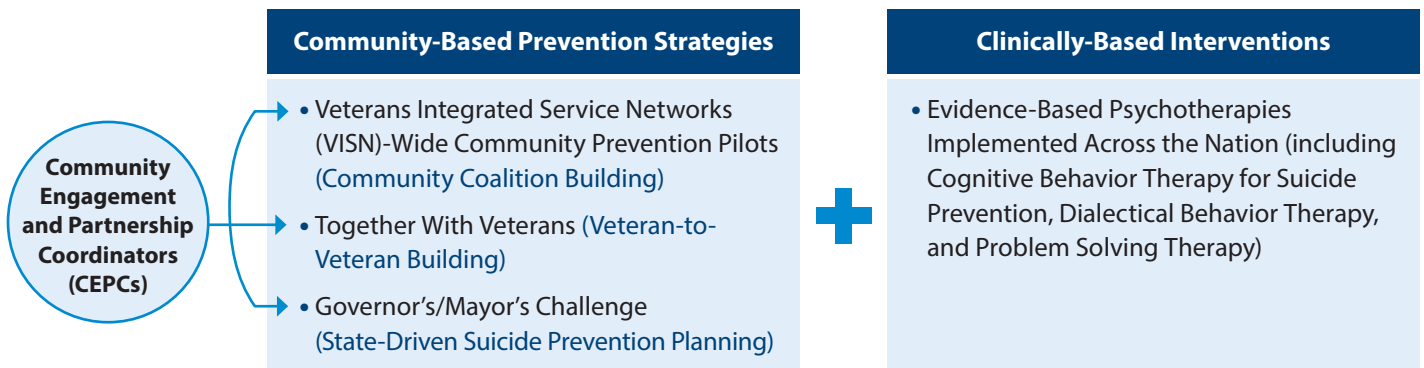 Community
Engagement
and Partnership
Coordinators
(CEPCs)
Community-Based Prevention Strategies
• Veterans Integrated Service Networks
(VISN)-Wide Community Prevention Pilots
(Community Coalition Building)
• Together With Veterans (Veteran-to-
Veteran Building)
• Governor’s/Mayor’s Challenge
(State-Driven Suicide Prevention Planning)
Clinically-Based Interventions
• Evidence-Based Psychotherapies
Implemented Across the Nation (including
Cognitive Behavior Therapy for Suicide
Prevention, Dialectical Behavior Therapy,
and Problem Solving Therapy)